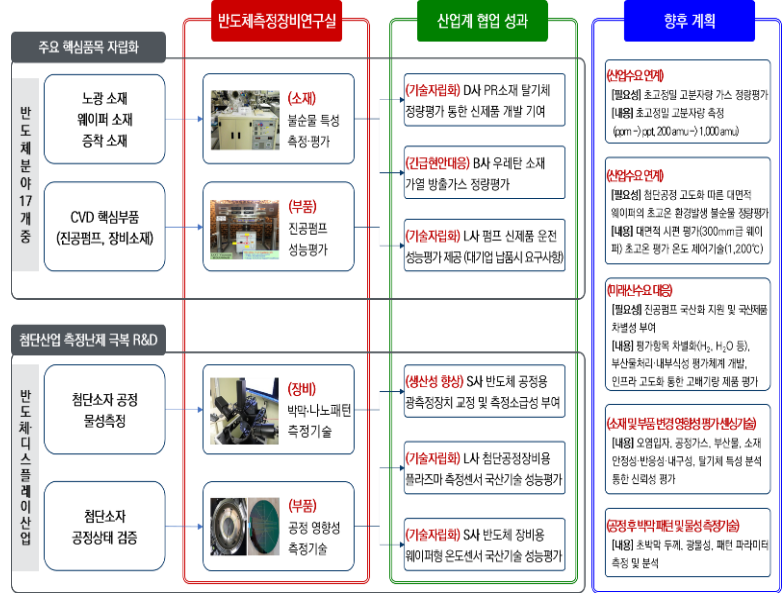 반도체측정장비연구실
산업계 협업 성과
향후 계획
주요 핵심품목 자립화
반도체분야17개중
노광 소재
웨이퍼 소재
증착 소재
(소재)
불순물 특성
측정·평가
(기술자립화) D사 PR소재 탈기체
정량평가 통한 신제품 개발 기여
(긴급현안대응) B사 우레탄 소재
가열 방출가스 정량평가
CVD 핵심부품
(진공펌프, 장비소재)
(부품)
진공펌프
성능평가
(기술자립화) L사 펌프 신제품 운전
성능평가 제공 (대기업 납품시 요구사항)
첨단산업 측정난제 극복 R&D
반도체·디스플레이산업
첨단소자 공정
물성측정
(장비)
박막·나노패턴
측정기술
(생산성 향상) S사 반도체 공정용
광측정장치 교정 및 측정소급성 부여
(기술자립화) L사 첨단공정장비용
플라즈마 측정센서 국산기술 성능평가
첨단소자
공정상태 검증
(부품)
공정 영향성
측정기술
(기술자립화) S사 반도체 장비용
웨이퍼형 온도센서 국산기술 성능평가
(산업수요 연계)
[필요성] 초고정밀 고분자량 가스 정량평가
[내용] 초고정밀 고분자량 측정
(ppm -> ppt, 200 amu -> 1,000 amu)
(산업수요 연계)
[필요성] 첨단공정 고도화 따른 대면적
웨이퍼의 초고온 환경발생 불순물 정량평가
[내용] 대면적 시편 평가(300mm급 웨이
퍼) 초고온 평가 온도 제어기술(1,200℃)
(미래산수요 대응)
[필요성] 진공펌프 국산화 지원 및 국산제품
차별성 부여
[내용] 평가항목 차별화(H₂, H₂O 등),
부산물처리·내부식성 평가체계 개발,
인프라 고도화 통한 고배기량 제품 평가
(소재 및 부품 변경 영향성 평가 센싱기술)
[내용] 오염입자, 공정가스, 부산물, 소재
안정성·반응성·내구성, 탈기체 특성 분석
통한 신뢰성 평가
(공정 후 박막 패턴 및 물성 측정기술)
[내용] 초박막 두께, 광물성, 패턴 파라미터
측정 및 분석